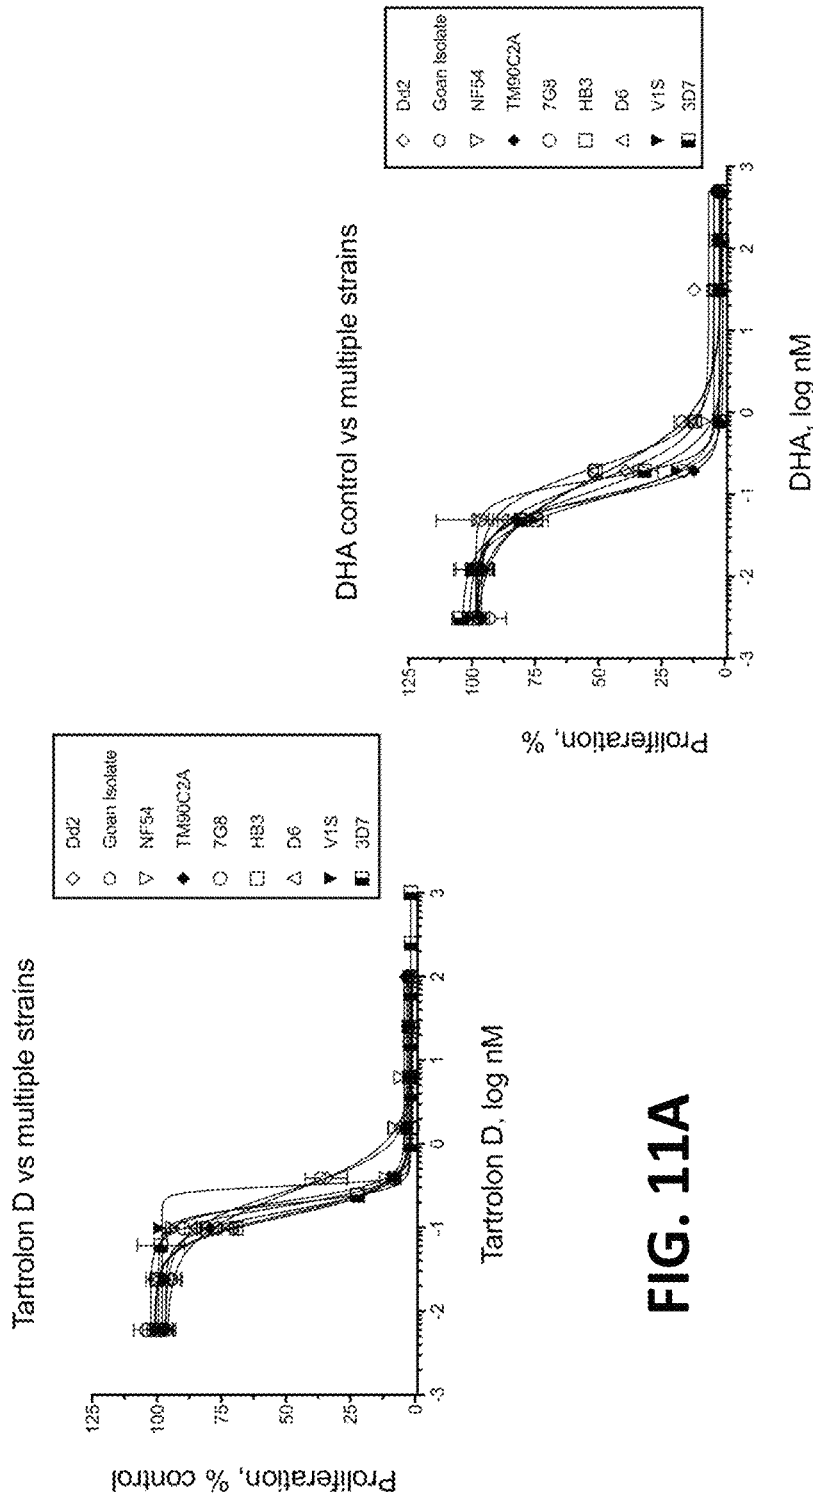 Tartrolon D vs multiple strains
Proliferation, % control
125
100
75
50
25
0
-3
-2
-1
0
1
2
3
Tartrolon D, log nM
Dd2
Goan Isolate
NF54
TM90C2A
7G8
HB3
D6
V1S
3D7
DHA control vs multiple strains
Proliferation, %
125
100
75
50
25
0
-3
-2
-1
0
1
2
3
DHA, log nM
Dd2
Goan Isolate
NF54
TM90C2A
7G8
HB3
D6
V1S
3D7
FIG. 11A